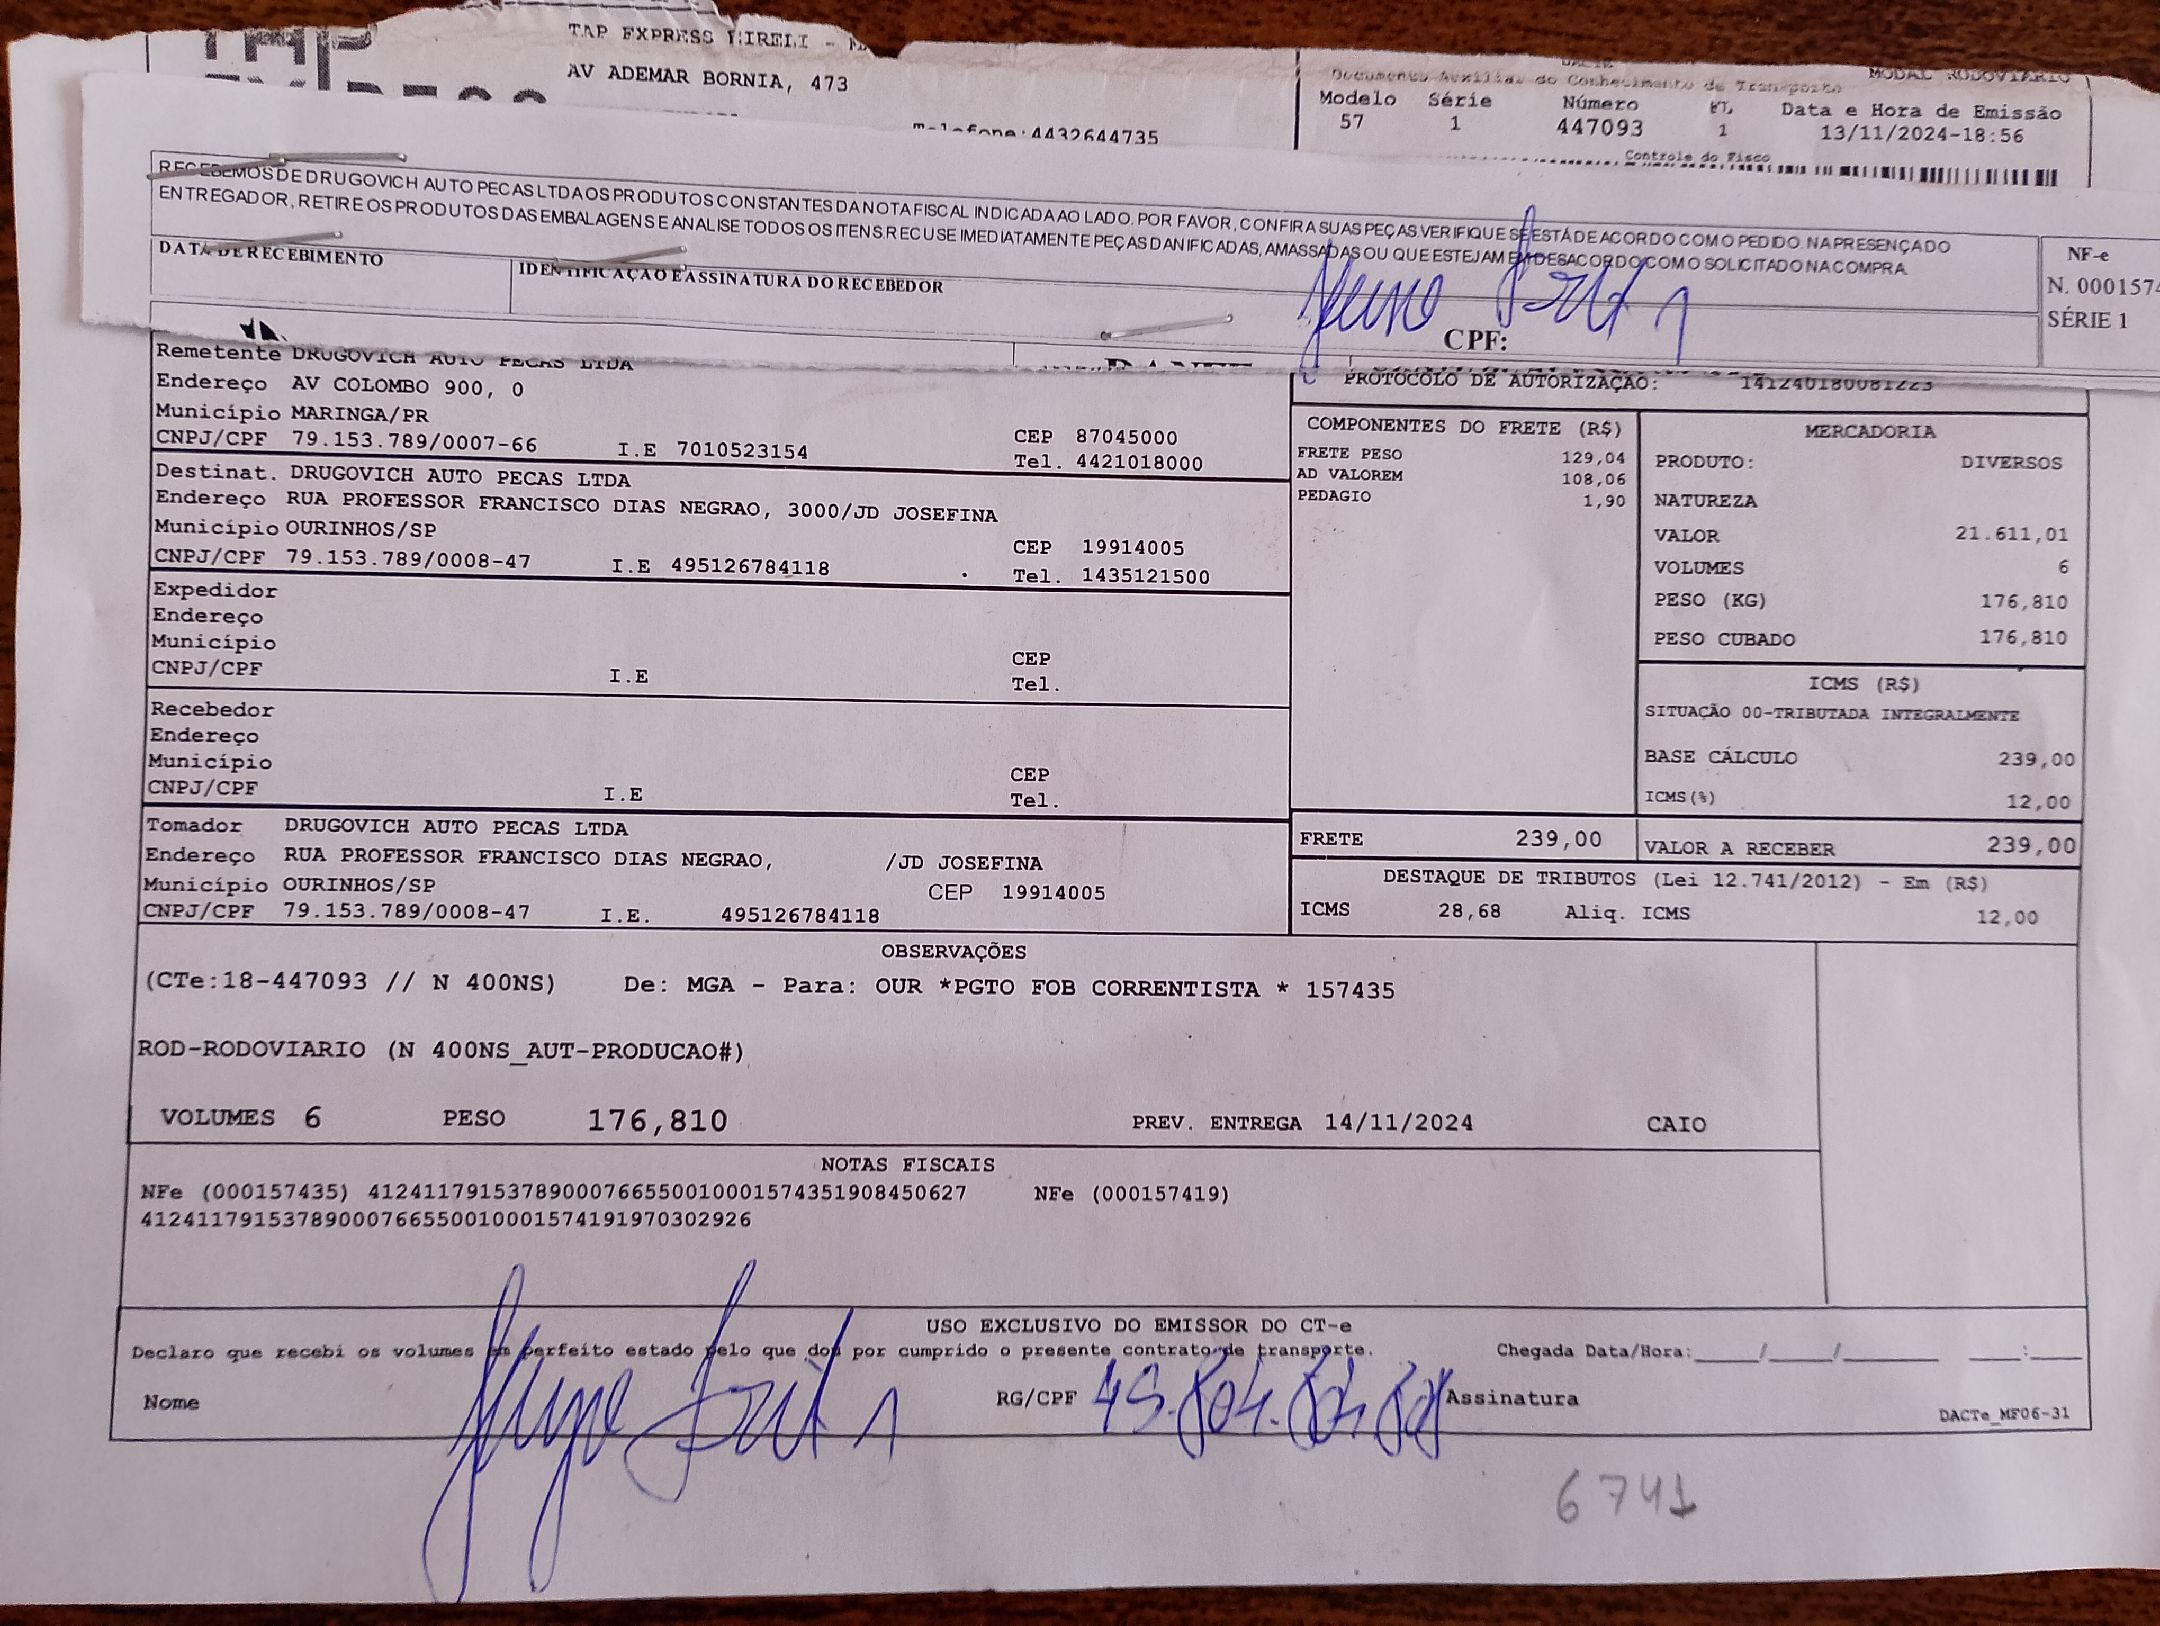 TAP EXPRESS EIRELI -
AV ADEMAR BORNIA, 473
Telefone:4432644735
MODAL RODOVIARIO
Documento Auxiliar do Conhecimento de Transporte
Modelo Série Número FL Data e Hora de Emissão
57 1 447093 1 13/11/2024-18:56
Controle do Fisco
RECEBEMOS DE DRUGOVICH AUTO PECAS LTDA OS PRODUTOS CONSTANTES DA NOTA FISCAL INDICADA AO LADO. POR FAVOR, CONFIRA SUAS PEÇAS VERIFIQUE SE ESTÁ DE ACORDO COM O PEDIDO. NA PRESENÇA DO
ENTREGADOR, RETIRE OS PRODUTOS DAS EMBALAGENS E ANALISE TODOS OS ITENS RECUSE IMEDIATAMENTE PEÇAS DANIFICADAS, AMASSADAS OU QUE ESTEJAM EM DESACORDO COM O SOLICITADO NA COMPRA.
DATA DE RECEBIMENTO
IDENTIFICAÇÃO E ASSINATURA DO RECEBEDOR
CPF:
NF-e
N. 0001574
SÉRIE 1
Remetente DRUGOVICH AUTO PECAS LTDA
Endereço AV COLOMBO 900, 0
Município MARINGA/PR
CNPJ/CPF 79.153.789/0007-66 I.E 7010523154
CEP 87045000
Tel. 4421018000
Destinat. DRUGOVICH AUTO PECAS LTDA
Endereço RUA PROFESSOR FRANCISCO DIAS NEGRAO, 3000/JD JOSEFINA
Município OURINHOS/SP
CNPJ/CPF 79.153.789/0008-47 I.E 495126784118
CEP 19914005
Tel. 1435121500
Expedidor
Endereço
Município
CNPJ/CPF I.E
CEP
Tel.
Recebedor
Endereço
Município
CNPJ/CPF I.E
CEP
Tel.
Tomador DRUGOVICH AUTO PECAS LTDA
Endereço RUA PROFESSOR FRANCISCO DIAS NEGRAO, /JD JOSEFINA
Município OURINHOS/SP CEP 19914005
CNPJ/CPF 79.153.789/0008-47 I.E. 495126784118
PROTOCOLO DE AUTORIZAÇÃO: 141240180081223
COMPONENTES DO FRETE (R$)
FRETE PESO 129,04
AD VALOREM 108,06
PEDAGIO 1,90
MERCADORIA
PRODUTO: DIVERSOS
NATUREZA
VALOR 21.611,01
VOLUMES 6
PESO (KG) 176,810
PESO CUBADO 176,810
ICMS (R$)
SITUAÇÃO 00-TRIBUTADA INTEGRALMENTE
BASE CÁLCULO 239,00
ICMS(%) 12,00
FRETE 239,00 VALOR A RECEBER 239,00
DESTAQUE DE TRIBUTOS (Lei 12.741/2012) - Em (R$)
ICMS 28,68 Aliq. ICMS 12,00
OBSERVAÇÕES
(CTe:18-447093 // N 400NS) De: MGA - Para: OUR *PGTO FOB CORRENTISTA * 157435
ROD-RODOVIARIO (N 400NS_AUT-PRODUCAO#)
VOLUMES 6 PESO 176,810 PREV. ENTREGA 14/11/2024 CAIO
NOTAS FISCAIS
NFe (000157435) 41241179153789000766550010001574351908450627 NFe (000157419)
41241179153789000766550010001574191970302926
USO EXCLUSIVO DO EMISSOR DO CT-e
Declaro que recebi os volumes em perfeito estado pelo que dou por cumprido o presente contrato de transporte. Chegada Data/Hora:____/____/______ ___:___
Nome RG/CPF Assinatura
DACTe_MF06-31
6741